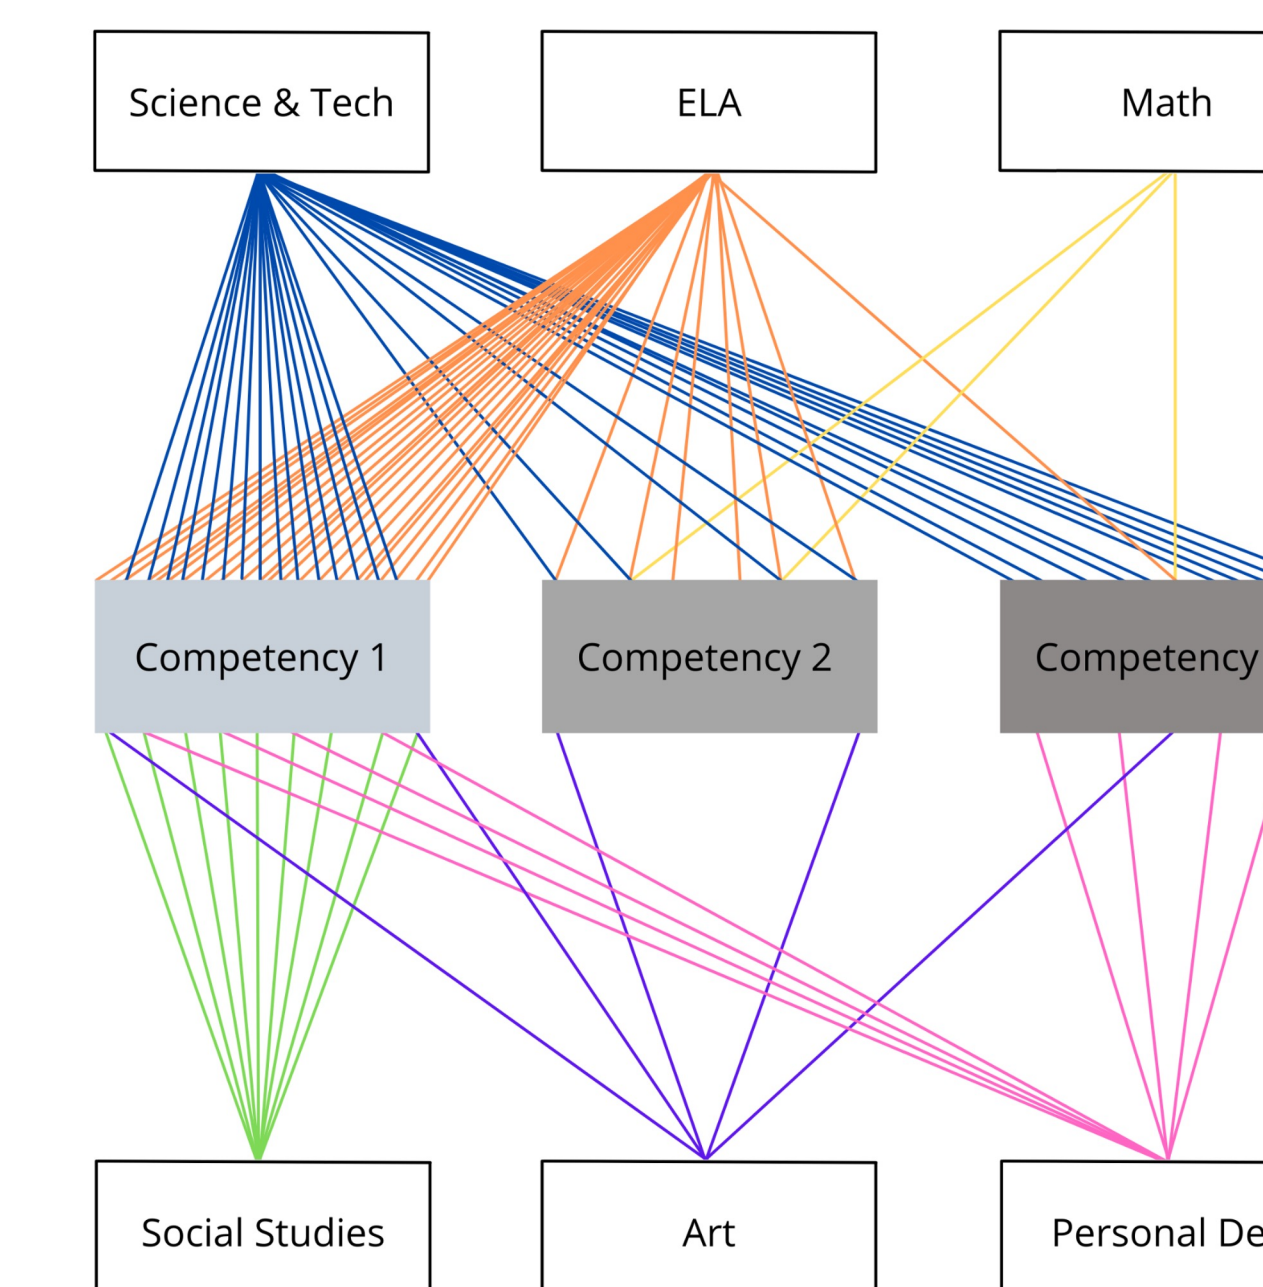 Science & Tech
ELA
Math
Competency 1
Competency 2
Competency
Social Studies
Art
Personal De